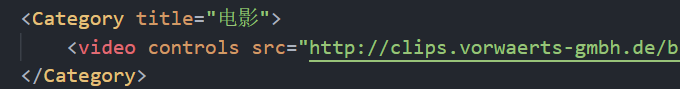 <Category title="电影">
<video controls src="http://clips.vorwaerts-gmbh.de/b
</Category>